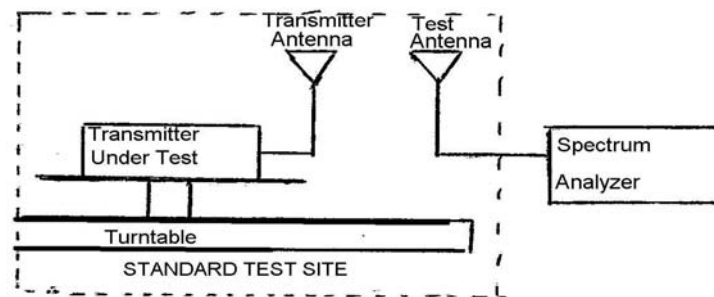 Transmitter
Antenna
Test
Antenna
Transmitter
Under Test
Spectrum
Analyzer
Turntable
STANDARD TEST SITE